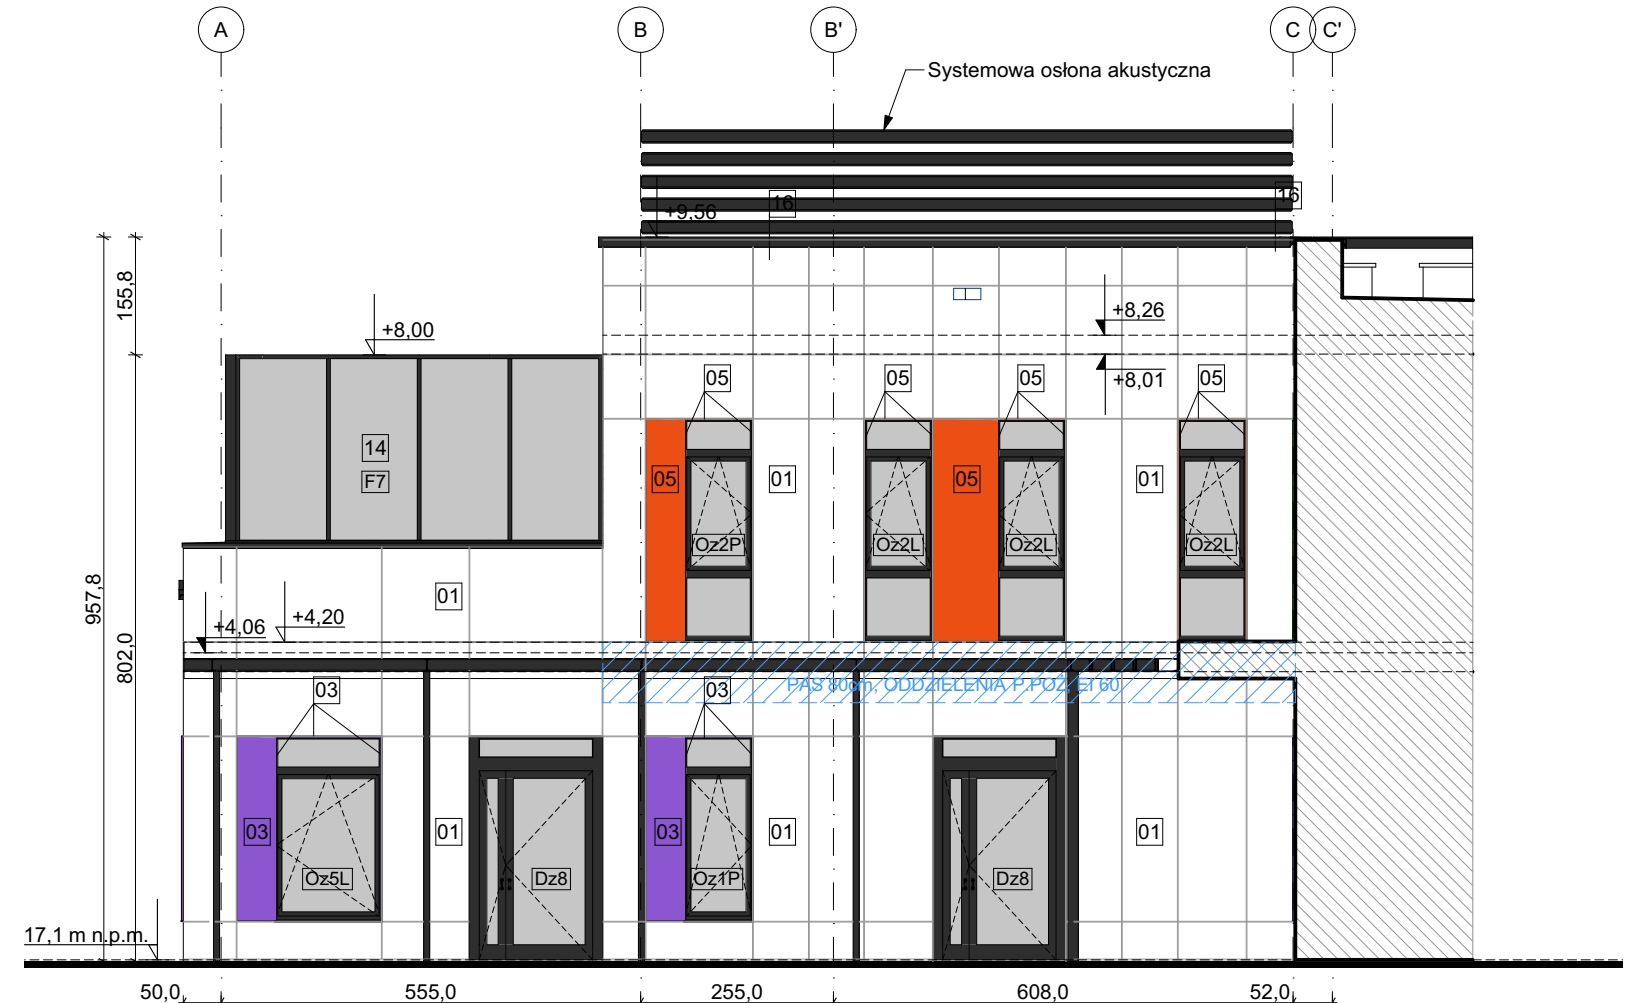 A
B
B'
C
C'
Systemowa osłona akustyczna
16
16
+9,56
155,8
+8,26
+8,00
+8,01
05
05
05
05
14
F7
05
01
05
01
Oz2P
Oz2L
Oz2L
Oz2L
957,8
01
+4,20
+4,06
802,0
PAS 80cm, ODDZIELENIA P.POŻ, EI 60
03
03
03
01
03
01
01
Oz5L
Dz8
Oz1P
Dz8
17,1 m n.p.m.
50,0
555,0
255,0
608,0
52,0